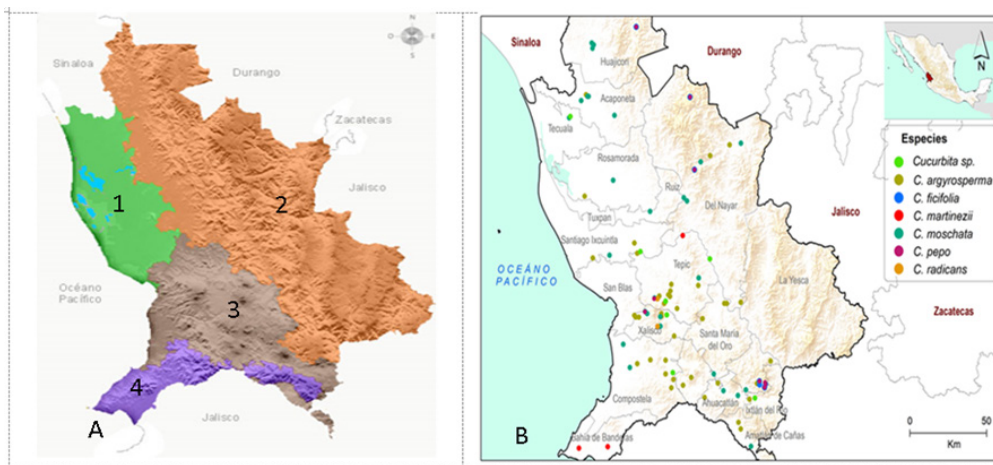 Sinaloa
Durango
Zacatecas
Jalisco
Océano
Pacífico
Jalisco
O
E
S
1
2
3
4
A
Sinaloa
Durango
Jalisco
Zacatecas
OCÉANO
PACÍFICO
Huajicori
Acaponeta
Tecuala
Rosamorada
Ruiz
Del Nayar
Tuxpan
Santiago Ixcuintla
Tepic
La Yesca
San Blas
Xalisco
Santa María
del Oro
Compostela
Ahuacatlán
Ixtlán del Río
Amatlán de Cañas
Bahía de Banderas
N
Especies
Cucurbita sp.
C. argyrosperma
C. ficifolia
C. martinezii
C. moschata
C. pepo
C. radicans
0
50
Km
B